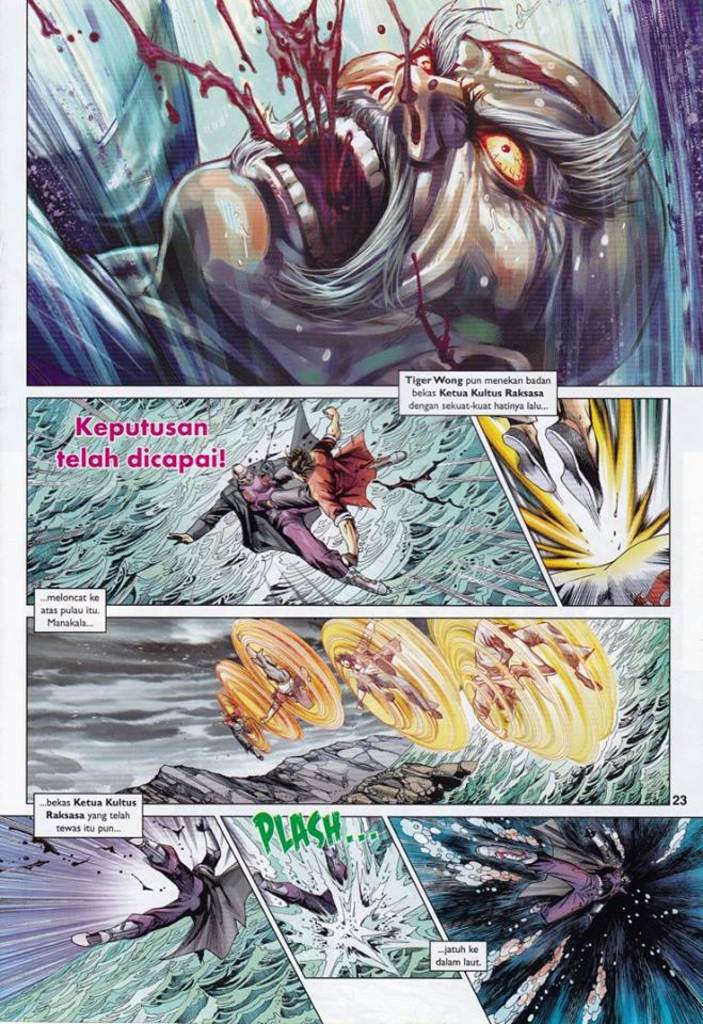 Tiger Wong pun menekan badan
bekas Ketua Kultus Raksasa
dengan sekuat-kuat hatinya lalu...
Keputusan
telah dicapai!
...meloncat ke
atas pulau itu.
Manakala...
23
...bekas Ketua Kultus
Raksasa yang telah
tewas itu pun...
PLASH...
...jatuh ke
dalam laut.